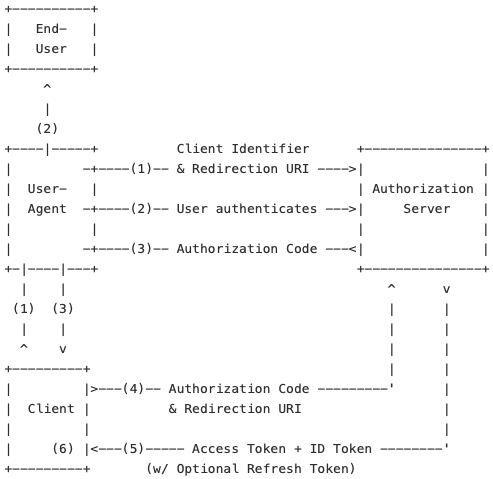 +----------+
|   End-   |
|   User   |
+----------+
     ^
     |
    (2)
+----|-----+          Client Identifier      +---------------+
|         -+----(1)-- & Redirection URI ---->|               |
|  User-   |                                 | Authorization |
|  Agent  -+----(2)-- User authenticates --->|     Server    |
|          |                                 |               |
|         -+----(3)-- Authorization Code ---<|               |
+-|----|---+                                 +---------------+
  |    |                                         ^      v
 (1)  (3)                                        |      |
  |    |                                         |      |
  ^    v                                         |      |
+---------+                                      |      |
|         |>---(4)-- Authorization Code ---------'      |
|  Client |          & Redirection URI                  |
|         |                                             |
|     (6) |<---(5)----- Access Token + ID Token --------'
+---------+       (w/ Optional Refresh Token)